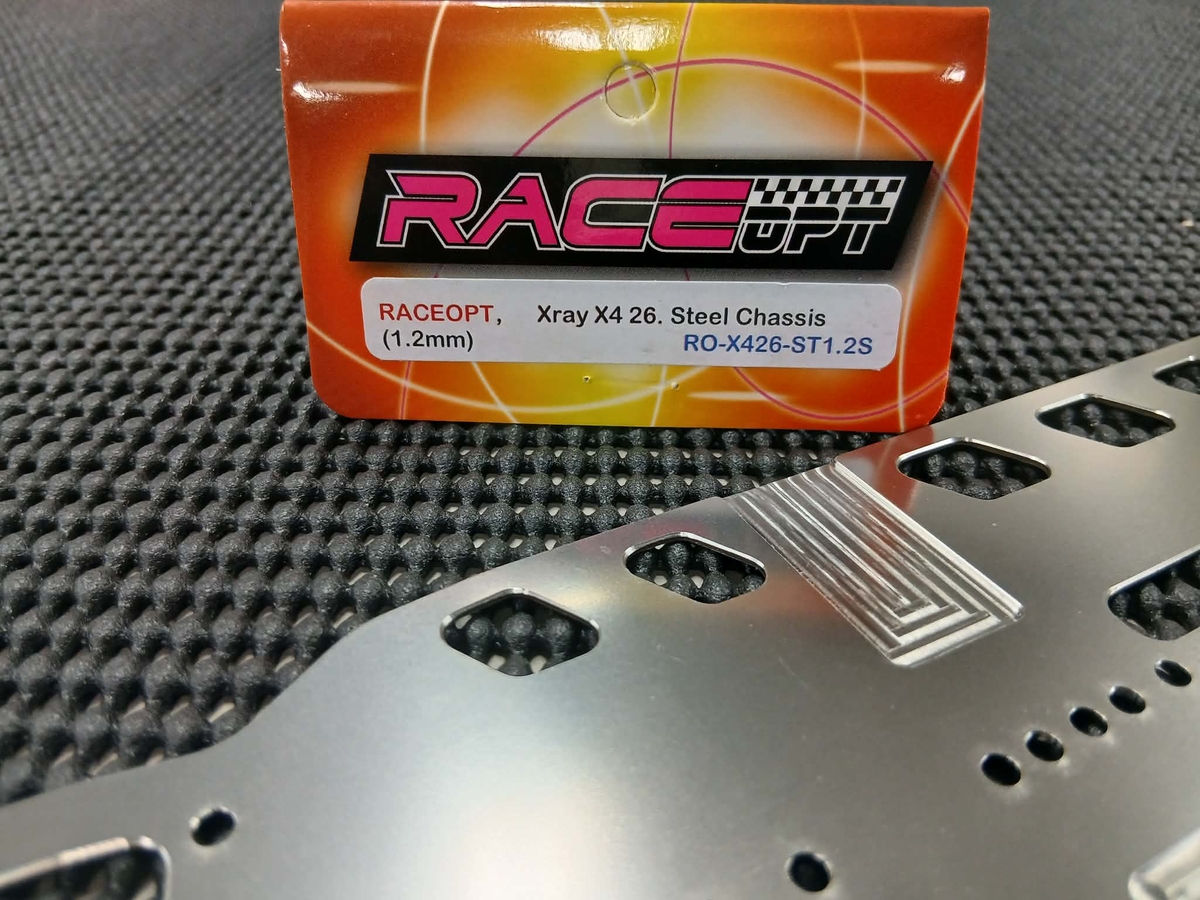 RACE OPT
RACEOPT, Xray X4 26. Steel Chassis
(1.2mm) RO-X426-ST1.2S